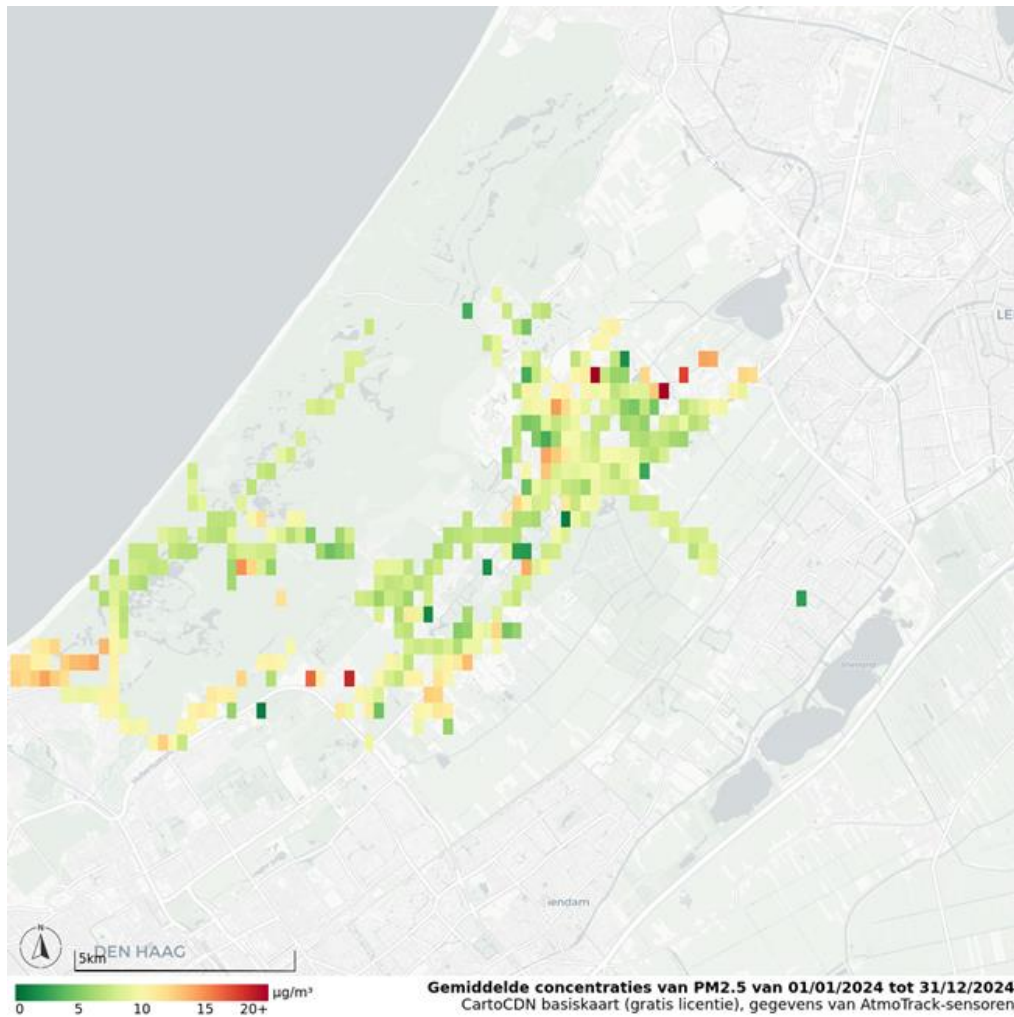 LE
iendam
N
DEN HAAG
5km
0 5 10 15 20+ µg/m³
Gemiddelde concentraties van PM2.5 van 01/01/2024 tot 31/12/2024
CartoCDN basiskaart (gratis licentie), gegevens van AtmoTrack-sensoren